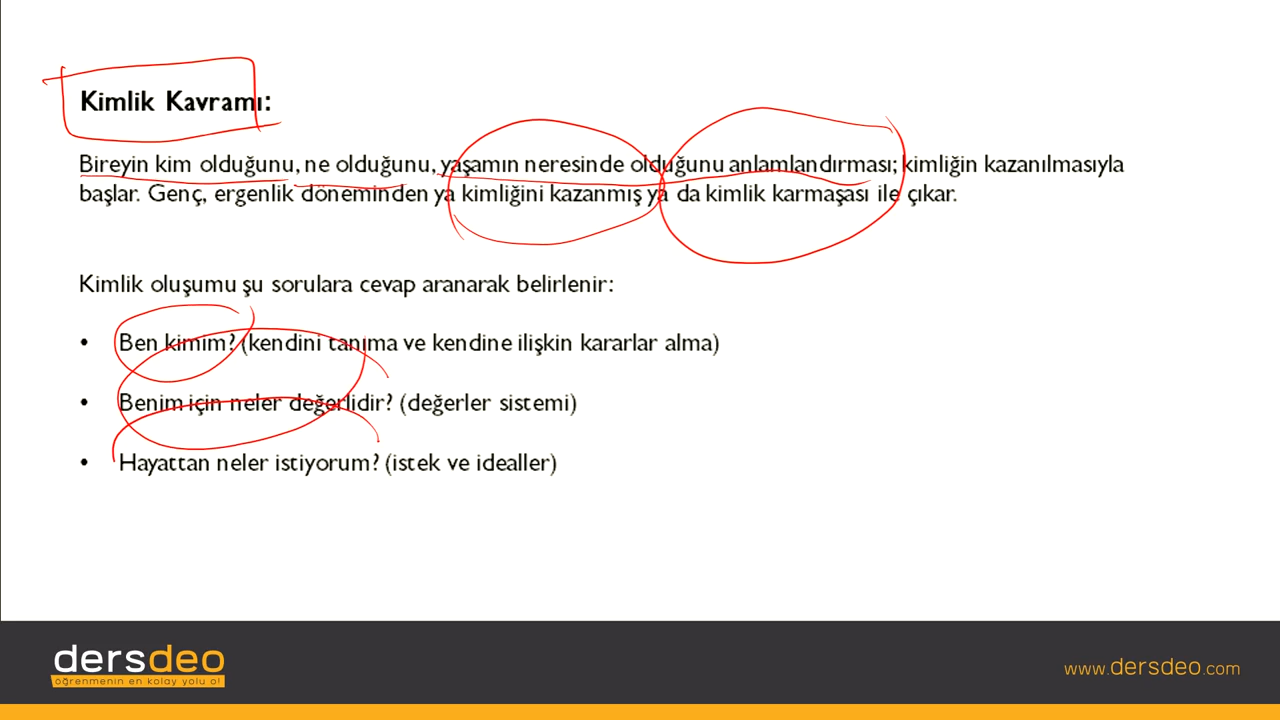 Kimlik Kavramı:
Bireyin kim olduğunu, ne olduğunu, yaşamın neresinde olduğunu anlamlandırması; kimliğin kazanılmasıyla
başlar. Genç, ergenlik döneminden ya kimliğini kazanmış ya da kimlik karmaşası ile çıkar.
Kimlik oluşumu şu sorulara cevap aranarak belirlenir:
• Ben kimim? (kendini tanıma ve kendine ilişkin kararlar alma)
• Benim için neler değerlidir? (değerler sistemi)
• Hayattan neler istiyorum? (istek ve idealler)
dersdeo
öğrenmenin en kolay yolu o!
www.dersdeo.com